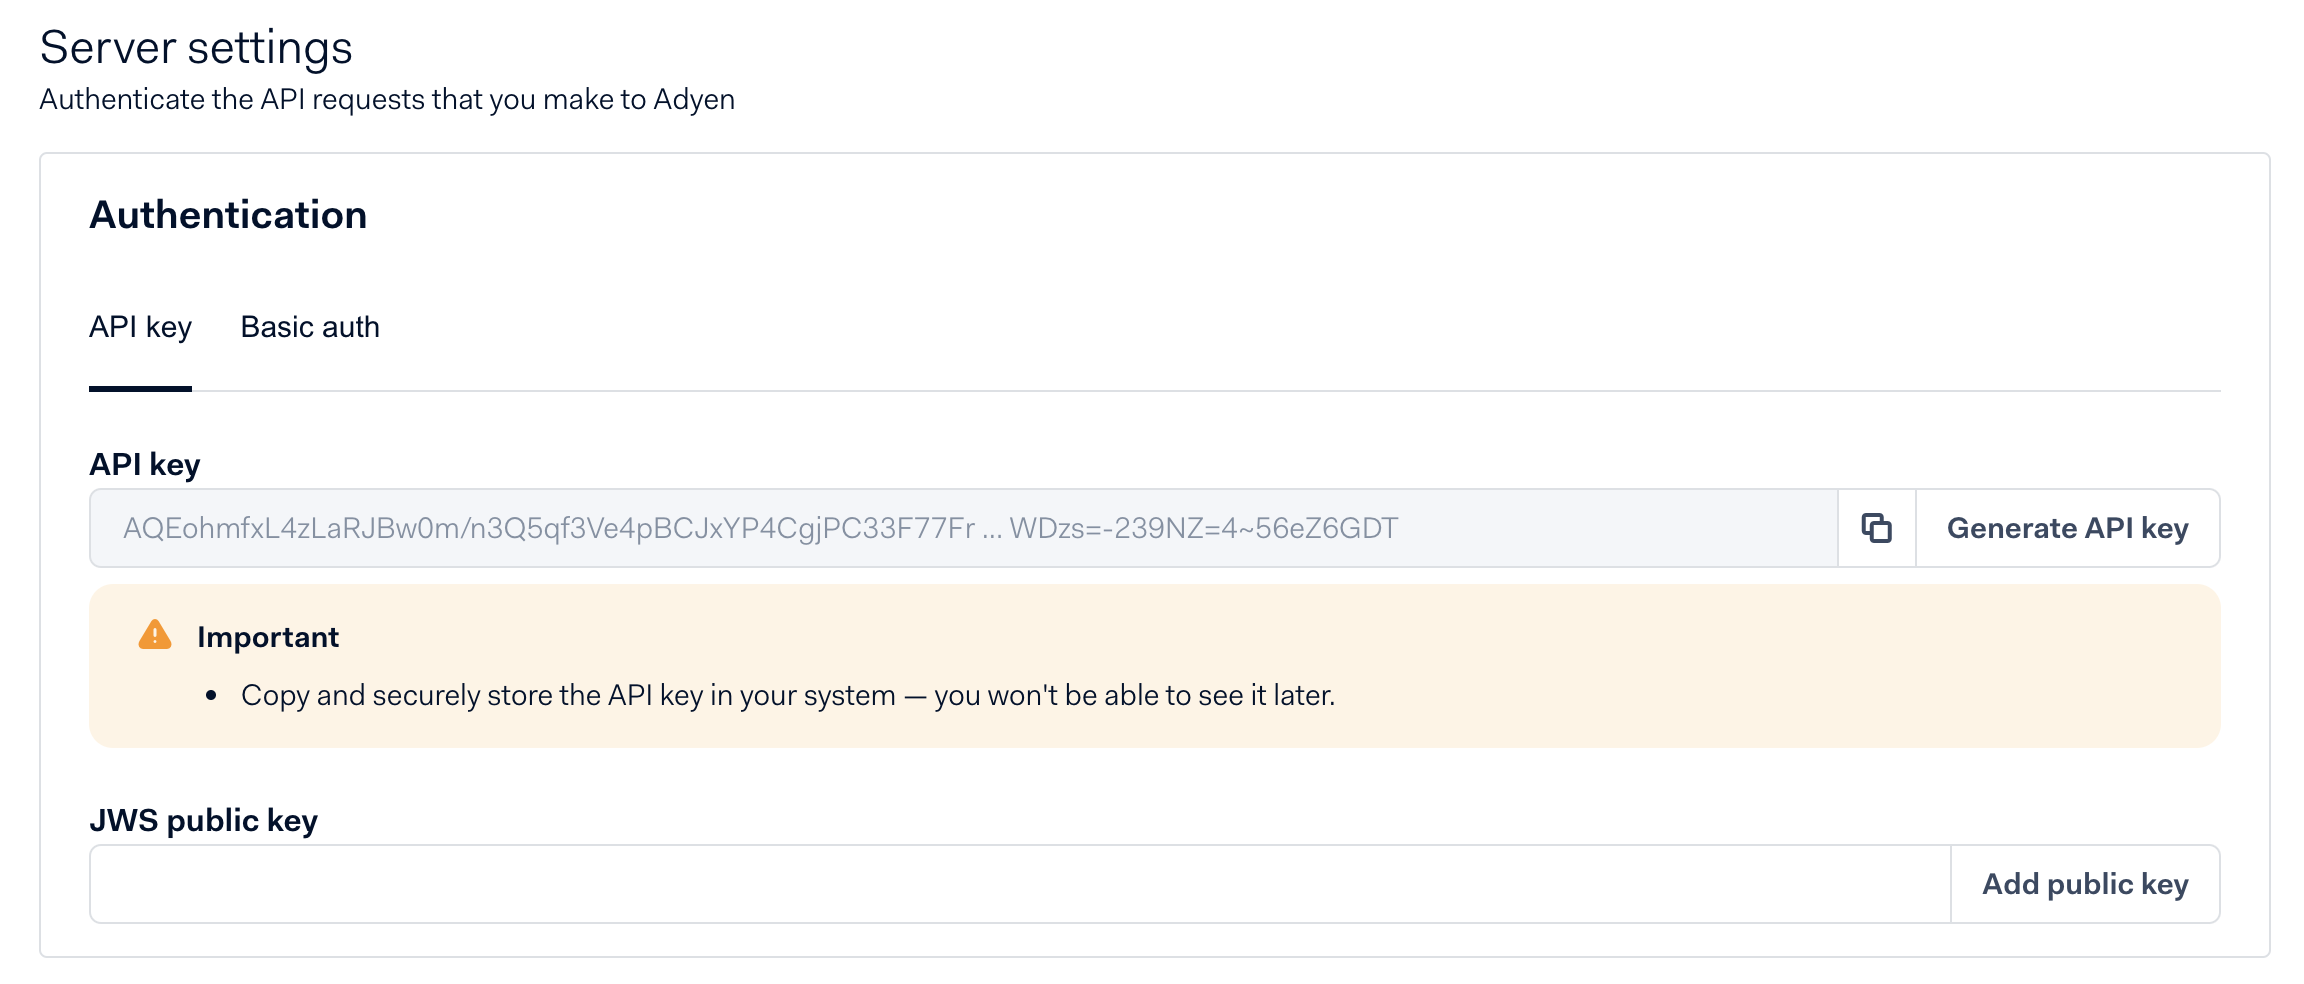 Server settings
Authenticate the API requests that you make to Adyen
Authentication
API key Basic auth
API key
AQEohmfxL4zLaRJBw0m/n3Q5qf3Ve4pBCJxYP4CgjPC33F77Fr ... WDzs=-239NZ=4~56eZ6GDT Generate API key
Important
• Copy and securely store the API key in your system — you won't be able to see it later.
JWS public key
Add public key